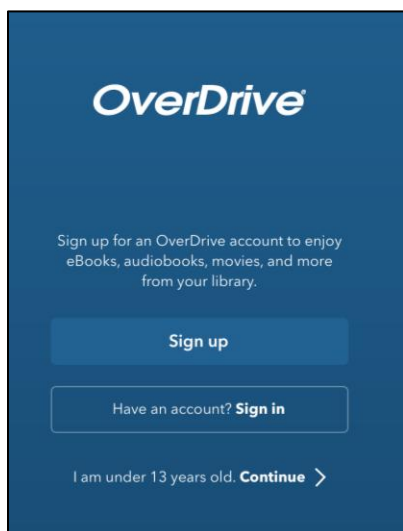 OverDrive®
Sign up for an OverDrive account to enjoy
eBooks, audiobooks, movies, and more
from your library.
Sign up
Have an account? Sign in
I am under 13 years old. Continue